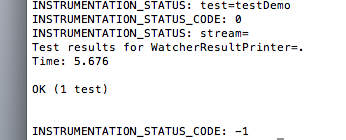 INSTRUMENTATION_STATUS: test=testDemo
INSTRUMENTATION_STATUS_CODE: 0
INSTRUMENTATION_STATUS: stream=
Test results for WatcherResultPrinter=.
Time: 5.676
OK (1 test)
INSTRUMENTATION_STATUS_CODE: -1